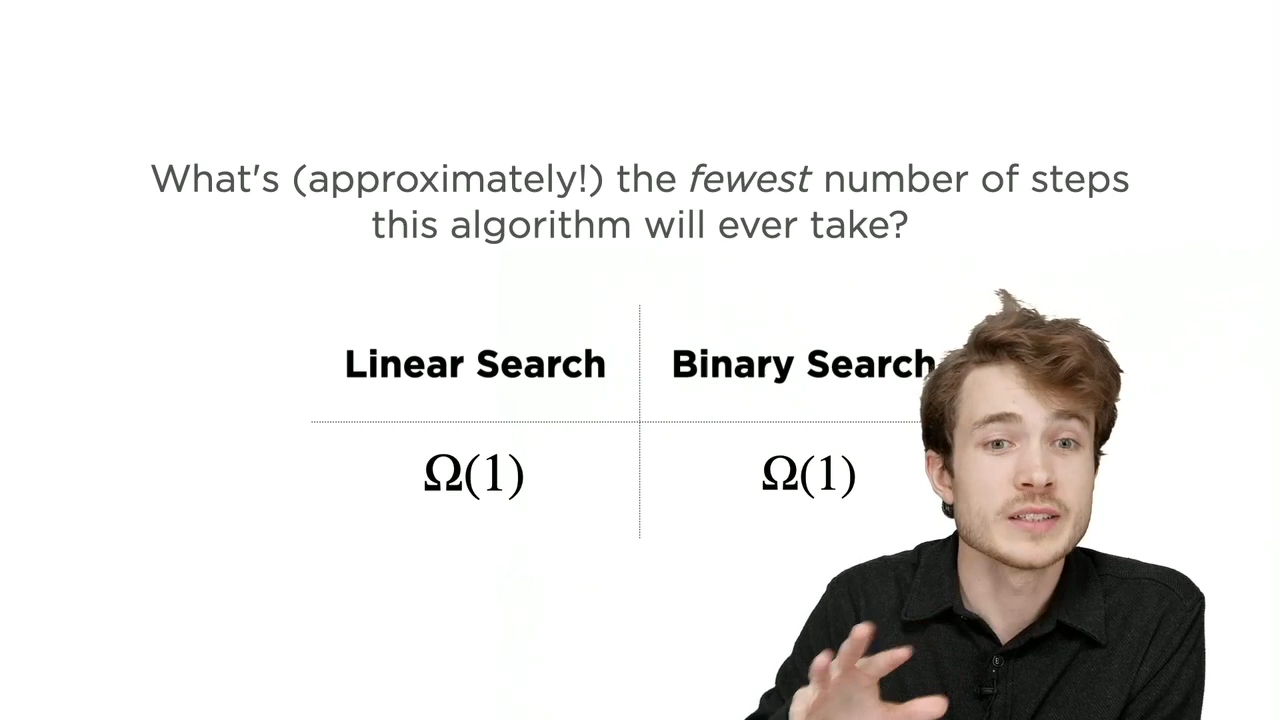 What's (approximately!) the fewest number of steps
this algorithm will ever take?
Linear Search
Binary Search
Ω(1)
Ω(1)